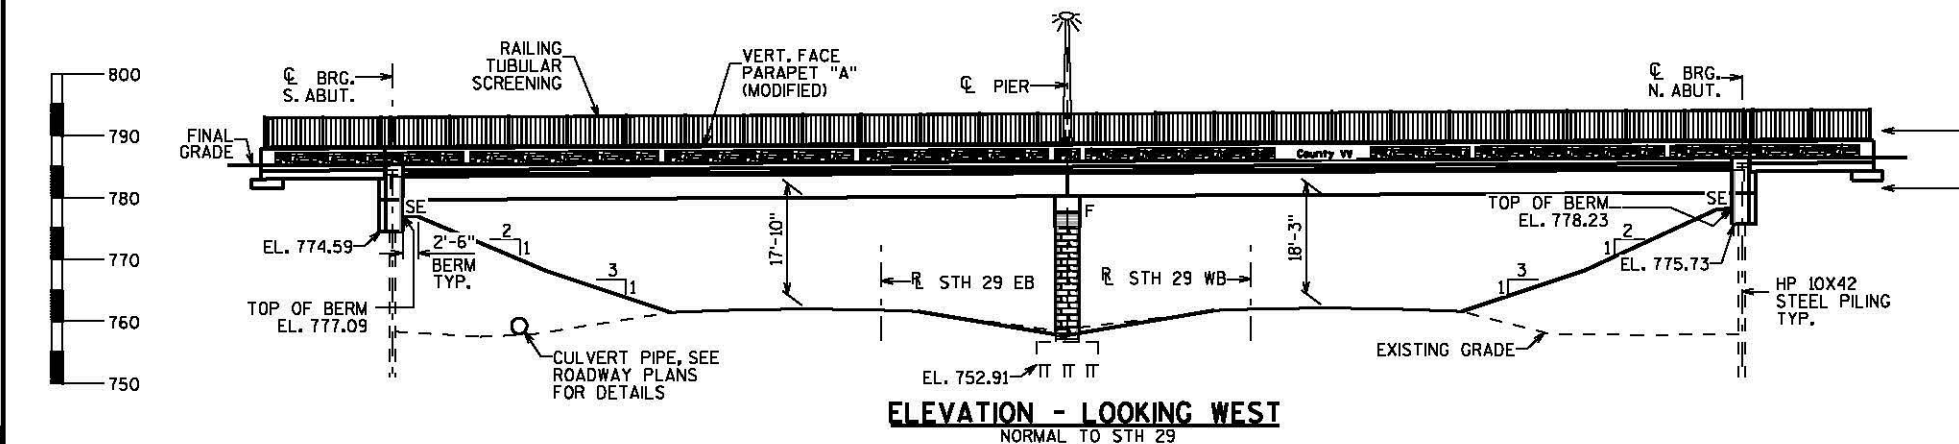 800
790
780
770
760
750
℄ BRG.
S. ABUT.
RAILING
TUBULAR
SCREENING
VERT. FACE
PARAPET "A"
(MODIFIED)
℄ PIER
℄ BRG.
N. ABUT.
FINAL
GRADE
County VV
SE
F
SE
EL. 774.59
2'-6"
BERM
TYP.
2
1
3
1
17'-10"
18'-3"
TOP OF BERM
EL. 778.23
2
1
3
1
EL. 775.73
TOP OF BERM
EL. 777.09
RL STH 29 EB
RL STH 29 WB
HP 10X42
STEEL PILING
TYP.
CULVERT PIPE, SEE
ROADWAY PLANS
FOR DETAILS
EL. 752.91
EXISTING GRADE
ELEVATION - LOOKING WEST
NORMAL TO STH 29